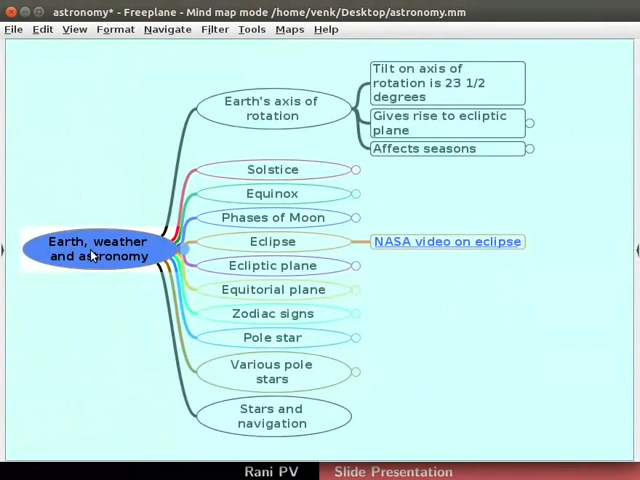 astronomy* - Freeplane - Mind map mode /home/venk/Desktop/astronomy.mm
File Edit View Format Navigate Filter Tools Maps Help
Tilt on axis of
rotation is 23 1/2
degrees
Earth's axis of
rotation
Gives rise to ecliptic
plane
Affects seasons
Solstice
Equinox
Phases of Moon
Earth, weather
and astronomy
Eclipse
NASA video on eclipse
Ecliptic plane
Equitorial plane
Zodiac signs
Pole star
Various pole
stars
Stars and
navigation
Rani PV
Slide Presentation